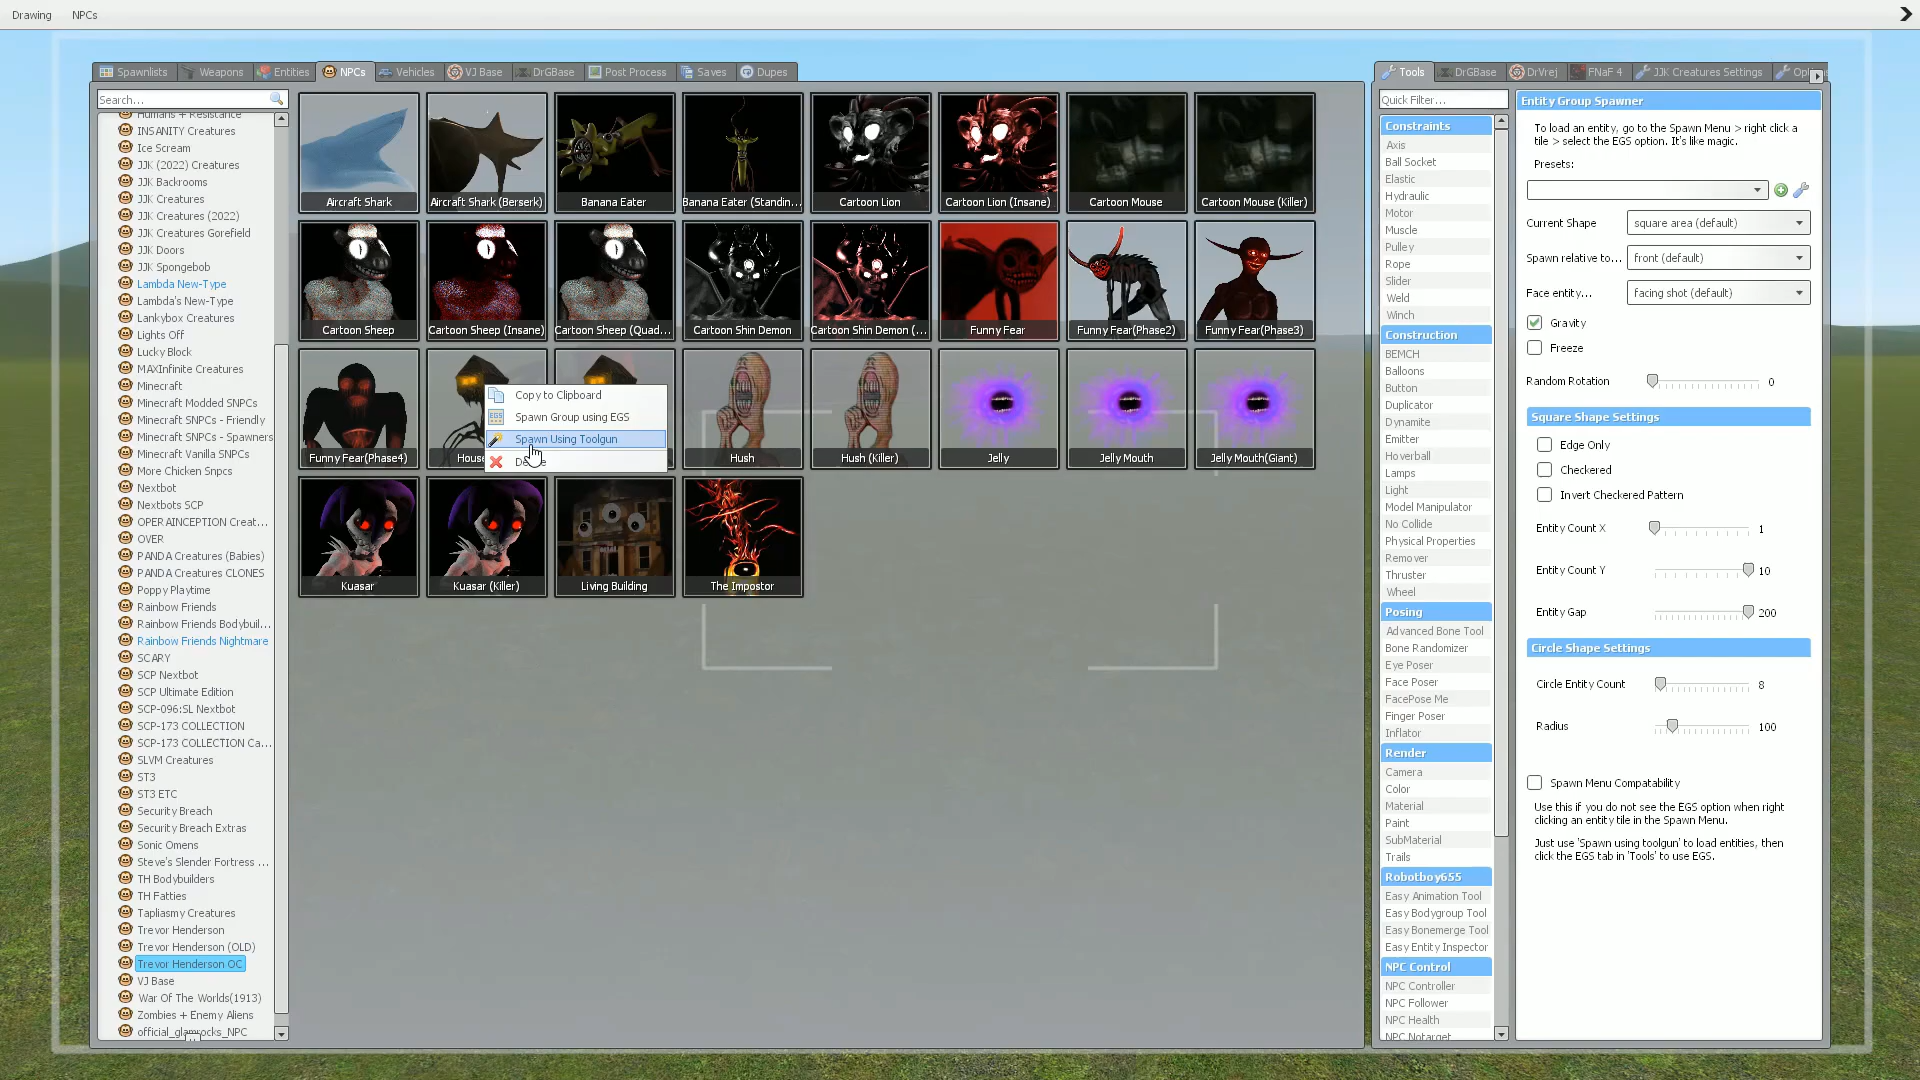 Drawing NPCs
Spawnlists Weapons Entities NPCs Vehicles VJ Base DrGBase Post Process Saves Dupes
Search...
Humans + Resistance
INSANITY Creatures
Ice Scream
JJK (2022) Creatures
JJK Backrooms
JJK Creatures
JJK Creatures (2022)
JJK Creatures Gorefield
JJK Doors
JJK Spongebob
Lambda New-Type
Lambda's New-Type
Lankybox Creatures
Lights Off
Lucky Block
MAXInfinite Creatures
Minecraft
Minecraft Modded SNPCs
Minecraft SNPCs - Friendly
Minecraft SNPCs - Spawners
Minecraft Vanilla SNPCs
More Chicken Snpcs
Nextbot
Nextbots SCP
OPERAINCEPTION Creat...
OVER
PANDA Creatures (Babies)
PANDA Creatures CLONES
Poppy Playtime
Rainbow Friends
Rainbow Friends Bodybuil...
Rainbow Friends Nightmare
SCARY
SCP Nextbot
SCP Ultimate Edition
SCP-096:SL Nextbot
SCP-173 COLLECTION
SCP-173 COLLECTION Ca...
SLVM Creatures
ST3
ST3 ETC
Security Breach
Security Breach Extras
Sonic Omens
Steve's Slender Fortress ...
TH Bodybuilders
TH Fatties
Tapliasmy Creatures
Trevor Henderson
Trevor Henderson (OLD)
Trevor Henderson OC
VJ Base
War Of The Worlds(1913)
Zombies + Enemy Aliens
official_glamrocks_NPC
Aircraft Shark
Aircraft Shark (Berserk)
Banana Eater
Banana Eater (Standin...
Cartoon Lion
Cartoon Lion (Insane)
Cartoon Mouse
Cartoon Mouse (Killer)
Cartoon Sheep
Cartoon Sheep (Insane)
Cartoon Sheep (Quad...
Cartoon Shin Demon
Cartoon Shin Demon (...
Funny Fear
Funny Fear(Phase2)
Funny Fear(Phase3)
Funny Fear(Phase4)
Copy to Clipboard
EGS Spawn Group using EGS
Spawn Using Toolgun
Hush
Hush (Killer)
Jelly
Jelly Mouth
Jelly Mouth(Giant)
Kuasar
Kuasar (Killer)
Living Building
The Impostor
Tools DrGBase DrVrej FNaF 4 JJK Creatures Settings
Quick Filter...
Constraints
Axis
Ball Socket
Elastic
Hydraulic
Motor
Muscle
Pulley
Rope
Slider
Weld
Winch
Construction
BEMCH
Balloons
Button
Duplicator
Dynamite
Emitter
Hoverball
Lamps
Light
Model Manipulator
No Collide
Physical Properties
Remover
Thruster
Wheel
Posing
Advanced Bone Tool
Bone Randomizer
Eye Poser
Face Poser
FacePose Me
Finger Poser
Inflator
Render
Camera
Color
Material
Paint
SubMaterial
Trails
Robotboy655
Easy Animation Tool
Easy Bodygroup Tool
Easy Bonemerge Tool
Easy Entity Inspector
NPC Control
NPC Controller
NPC Follower
NPC Health
NPC Notarget
Entity Group Spawner
To load an entity, go to the Spawn Menu > right click a
tile > select the EGS option. It's like magic.
Presets:
Current Shape square area (default)
Spawn relative to... front (default)
Face entity... facing shot (default)
Gravity
Freeze
Random Rotation 0
Square Shape Settings
Edge Only
Checkered
Invert Checkered Pattern
Entity Count X 1
Entity Count Y 10
Entity Gap 200
Circle Shape Settings
Circle Entity Count 8
Radius 100
Spawn Menu Compatability
Use this if you do not see the EGS option when right
clicking an entity tile in the Spawn Menu.
Just use 'Spawn using toolgun' to load entities, then
click the EGS tab in 'Tools' to use EGS.